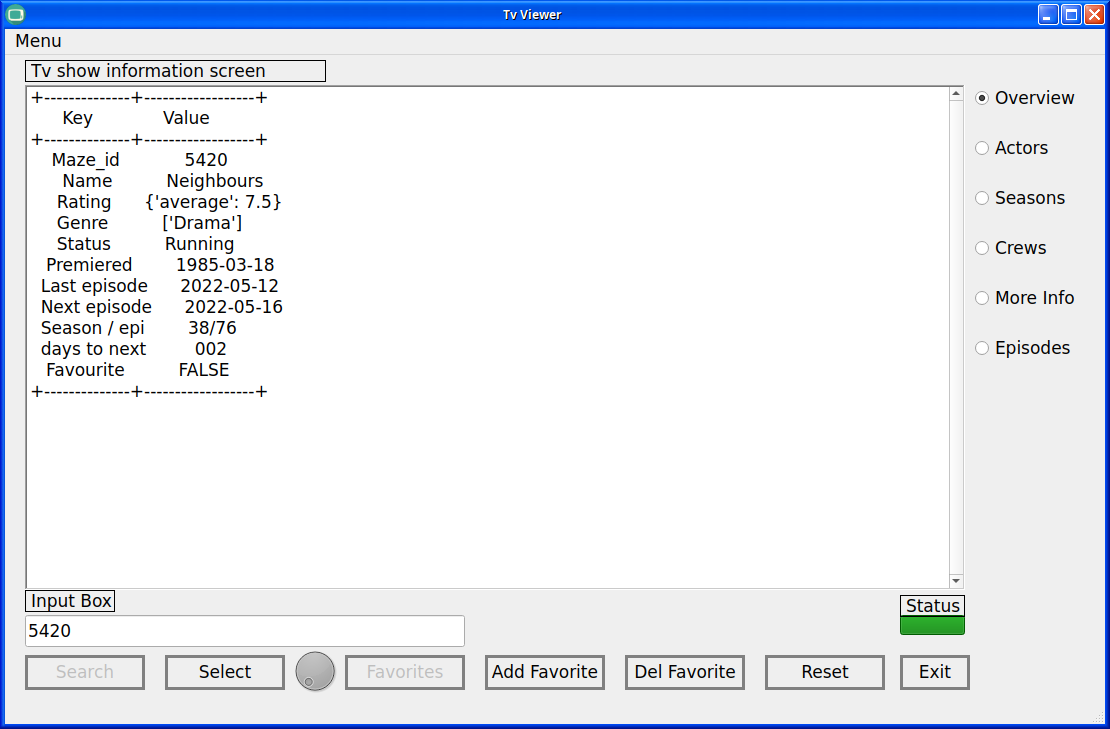 Tv Viewer
Menu
Tv show information screen
+--------------+------------------+
Key Value
+--------------+------------------+
Maze_id 5420
Name Neighbours
Rating {'average': 7.5}
Genre ['Drama']
Status Running
Premiered 1985-03-18
Last episode 2022-05-12
Next episode 2022-05-16
Season / epi 38/76
days to next 002
Favourite FALSE
+--------------+------------------+
Overview
Actors
Seasons
Crews
More Info
Episodes
Input Box
Status
5420
Search Select Favorites Add Favorite Del Favorite Reset Exit